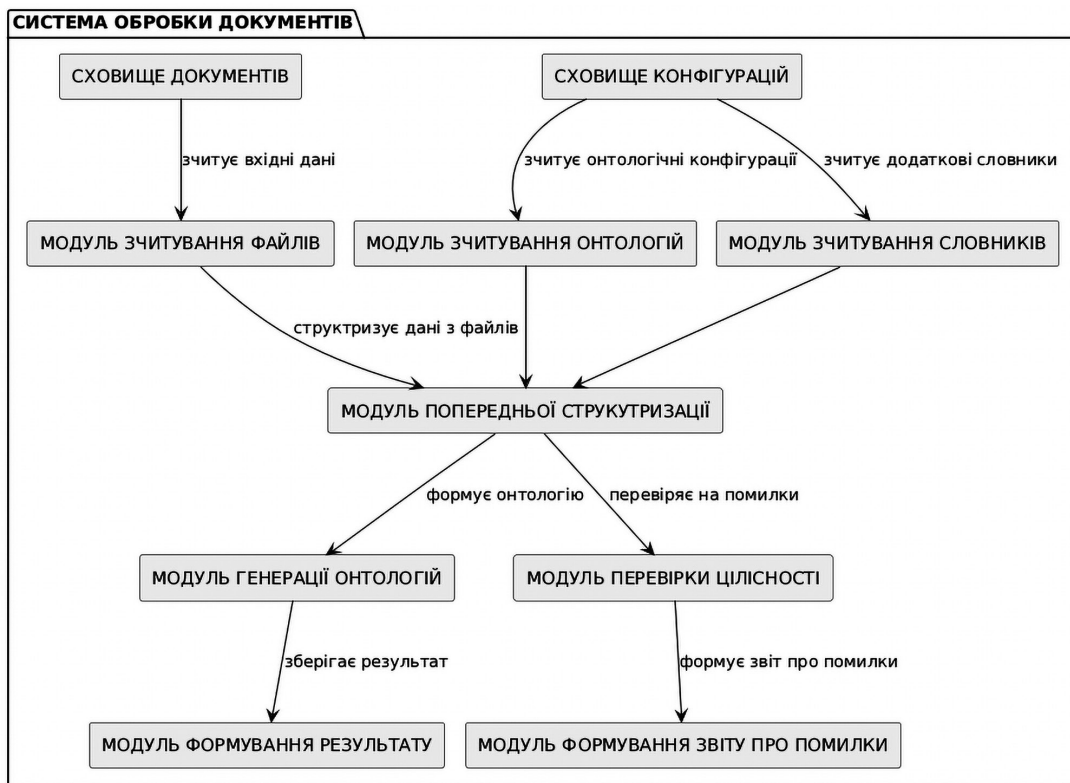 СИСТЕМА ОБРОБКИ ДОКУМЕНТІВ
СХОВИЩЕ ДОКУМЕНТІВ
СХОВИЩЕ КОНФІГУРАЦІЙ
зчитує вхідні дані
зчитує онтологічні конфігурації
зчитує додаткові словники
МОДУЛЬ ЗЧИТУВАННЯ ФАЙЛІВ
МОДУЛЬ ЗЧИТУВАННЯ ОНТОЛОГІЙ
МОДУЛЬ ЗЧИТУВАННЯ СЛОВНИКІВ
структризує дані з файлів
МОДУЛЬ ПОПЕРЕДНЬОЇ СТРУКУТРИЗАЦІЇ
формує онтологію
перевіряє на помилки
МОДУЛЬ ГЕНЕРАЦІЇ ОНТОЛОГІЙ
МОДУЛЬ ПЕРЕВІРКИ ЦІЛІСНОСТІ
зберігає результат
формує звіт про помилки
МОДУЛЬ ФОРМУВАННЯ РЕЗУЛЬТАТУ
МОДУЛЬ ФОРМУВАННЯ ЗВІТУ ПРО ПОМИЛКИ